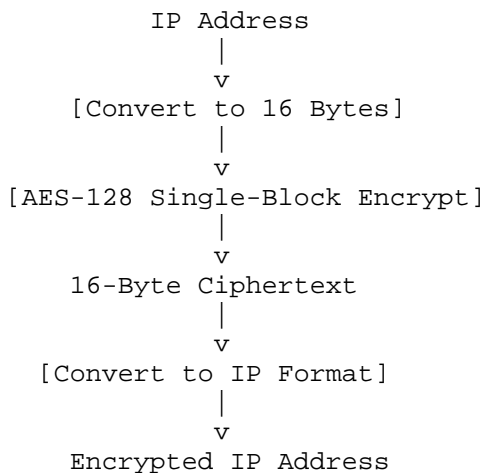 IP Address
|
v
[Convert to 16 Bytes]
|
v
[AES-128 Single-Block Encrypt]
|
v
16-Byte Ciphertext
|
v
[Convert to IP Format]
|
v
Encrypted IP Address